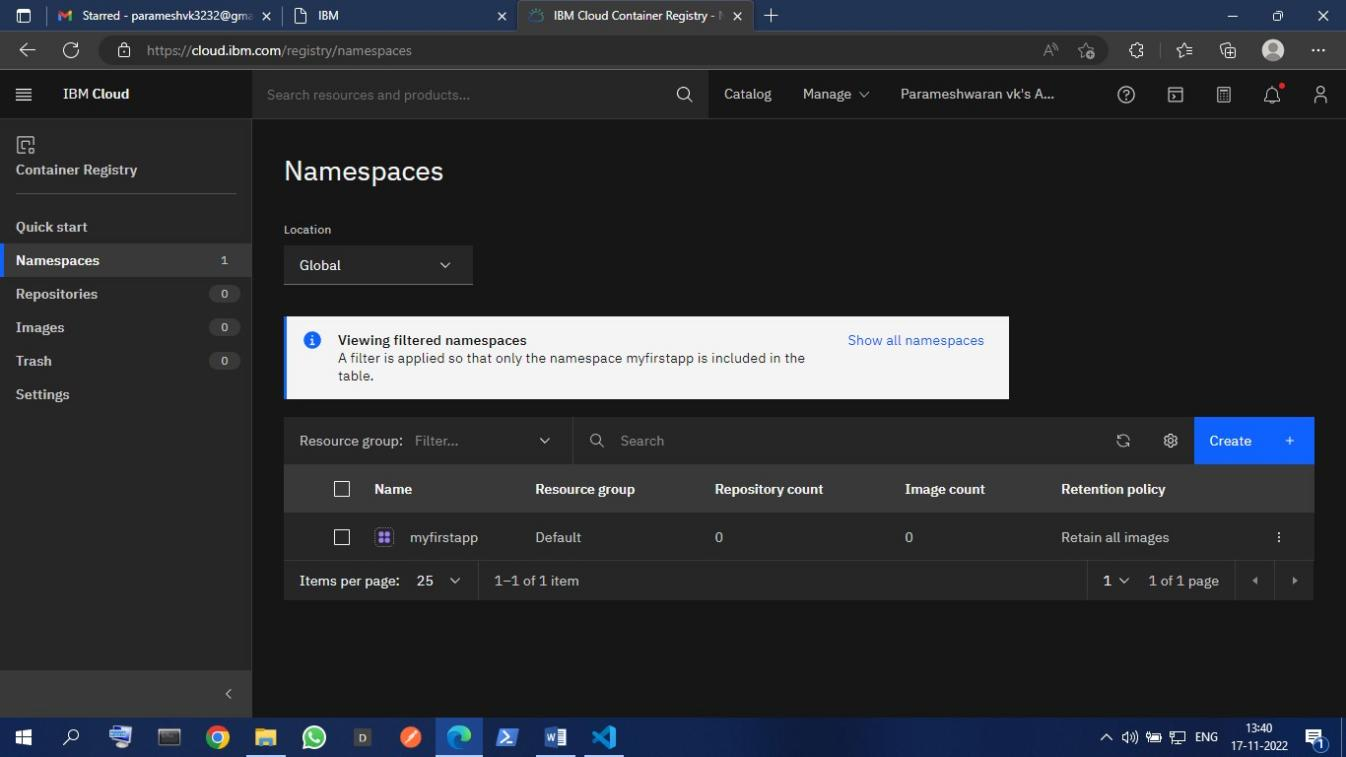 Starred - parameshvk3232@gma
IBM
IBM Cloud Container Registry - N
https://cloud.ibm.com/registry/namespaces
IBM Cloud
Search resources and products...
Catalog
Manage
Parameshwaran vk's A...
Container Registry
Quick start
Namespaces 1
Repositories 0
Images 0
Trash 0
Settings
Namespaces
Location
Global
Viewing filtered namespaces
A filter is applied so that only the namespace myfirstapp is included in the
table.
Show all namespaces
Resource group: Filter...
Search
Create +
Name Resource group Repository count Image count Retention policy
myfirstapp Default 0 0 Retain all images
Items per page: 25 1–1 of 1 item 1 1 of 1 page
D
ENG
13:40
17-11-2022
1